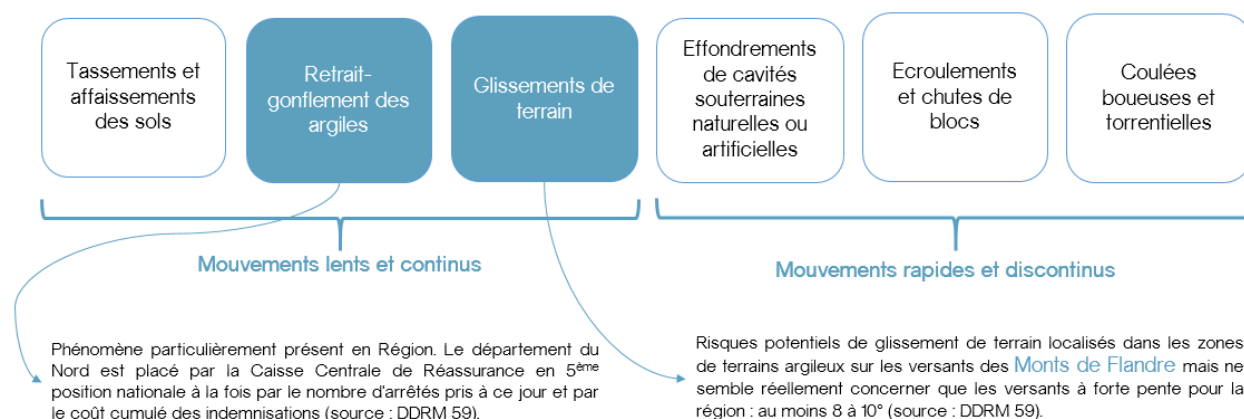 Tassements et
affaissements
des sols
Retrait-
gonflement des
argiles
Glissements de
terrain
Effondrements
de cavités
souterraines
naturelles ou
artificielles
Ecroulements
et chutes de
blocs
Coulées
boueuses et
torrentielles
Mouvements lents et continus
Mouvements rapides et discontinus
Phénomène particulièrement présent en Région. Le département du
Nord est placé par la Caisse Centrale de Réassurance en 5ème
position nationale à la fois par le nombre d'arrêtés pris à ce jour et par
le coût cumulé des indemnisations (source : DDRM 59).
Risques potentiels de glissement de terrain localisés dans les zones
de terrains argileux sur les versants des Monts de Flandre mais ne
semble réellement concerner que les versants à forte pente pour la
région : au moins 8 à 10° (source : DDRM 59).